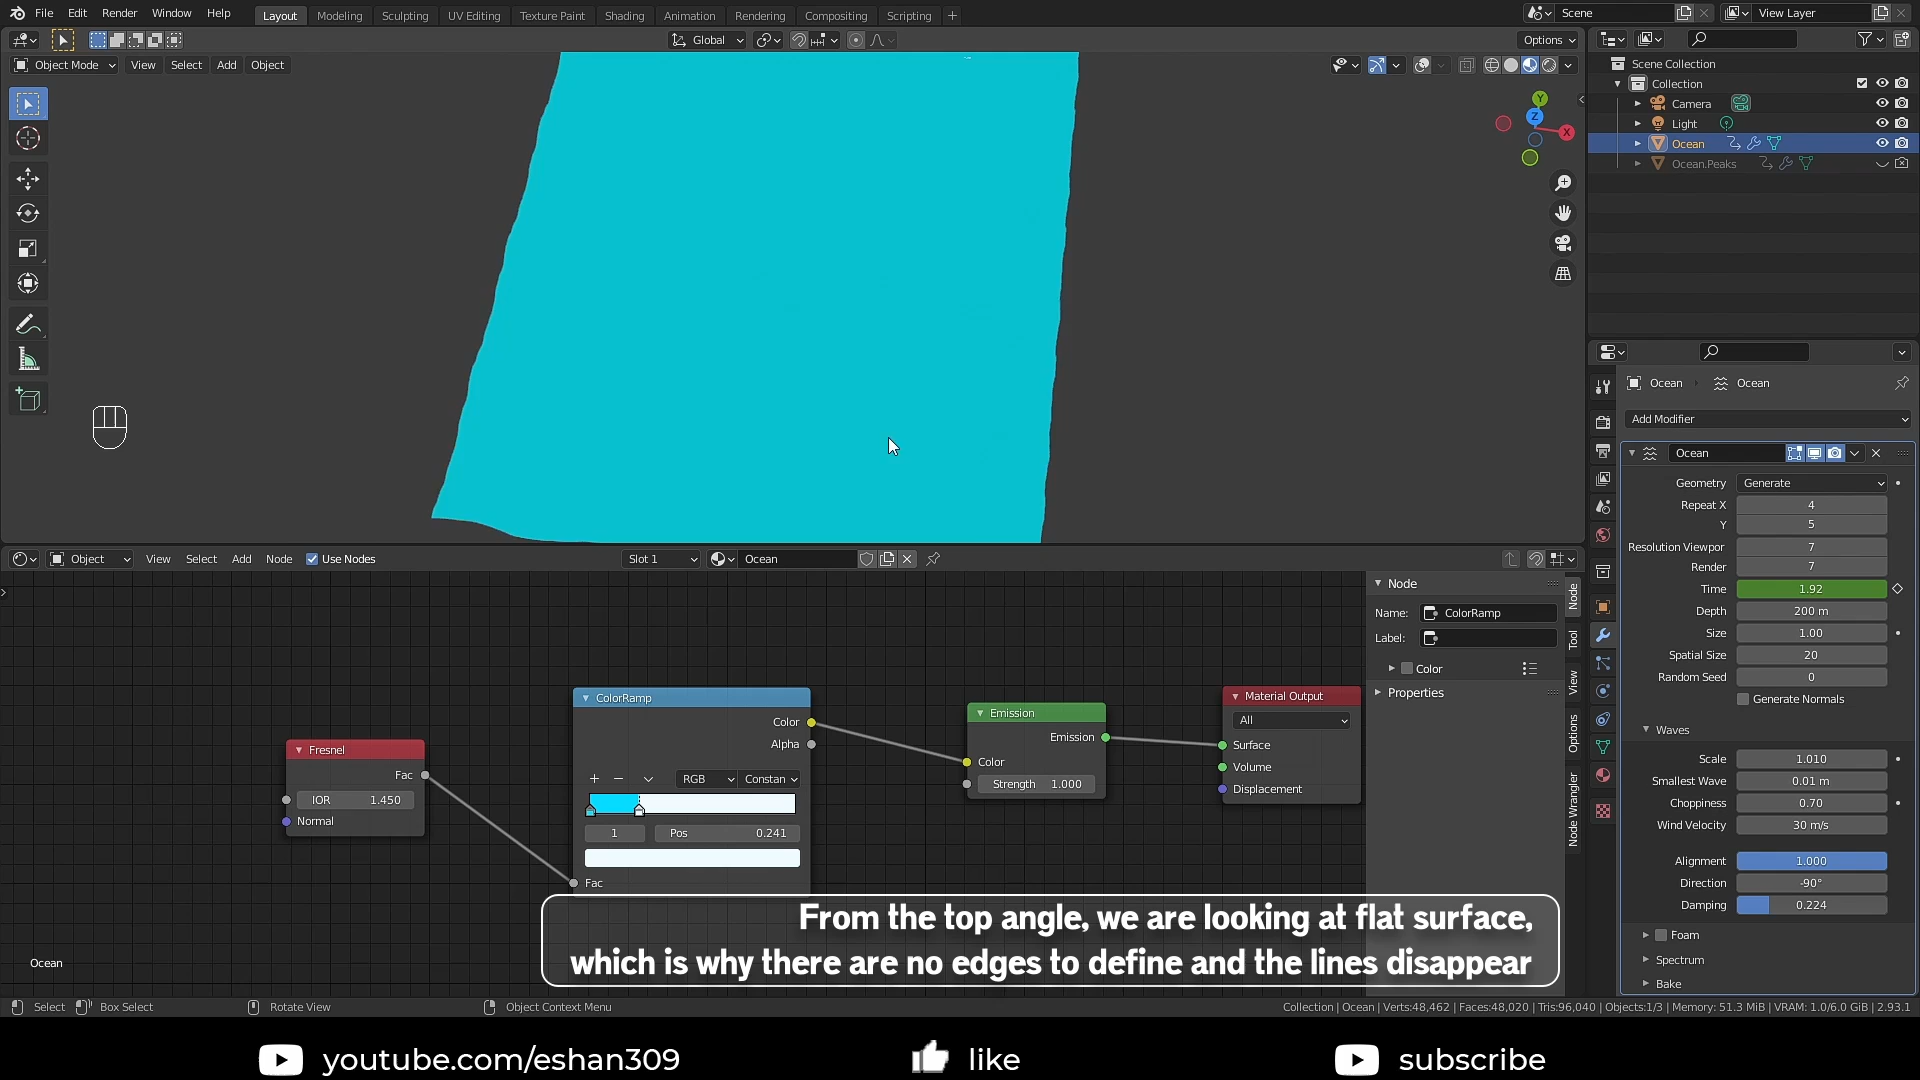 File Edit Render Window Help Layout Modeling Sculpting UV Editing Texture Paint Shading Animation Rendering Compositing Scripting + Scene View Layer
Global Options
Object Mode View Select Add Object
Y
Z
X
Scene Collection
Collection
Camera
Light
Ocean
Ocean.Peaks
Ocean Ocean
Add Modifier
Ocean
Geometry Generate
Repeat X 4
Y 5
Resolution Viewpor 7
Render 7
Time 1.92
Depth 200 m
Size 1.00
Spatial Size 20
Random Seed 0
Generate Normals
Waves
Scale 1.010
Smallest Wave 0.01 m
Choppiness 0.70
Wind Velocity 30 m/s
Alignment 1.000
Direction -90°
Damping 0.224
Foam
Spectrum
Bake
Object View Select Add Node Use Nodes Slot 1 Ocean
Node
Name: ColorRamp
Label:
Color
Properties
Node
Tool
View
Options
Node Wrangler
Fresnel
Fac
IOR 1.450
Normal
ColorRamp
Color
Alpha
+ − RGB Constan
1 Pos 0.241
Fac
Emission
Emission
Color
Strength 1.000
Material Output
All
Surface
Volume
Displacement
From the top angle, we are looking at flat surface,
which is why there are no edges to define and the lines disappear
Ocean
Select Box Select Rotate View Object Context Menu Collection | Ocean | Verts:48,462 | Faces:48,020 | Tris:96,040 | Objects:1/3 | Memory: 51.3 MiB | VRAM: 1.0/6.0 GiB | 2.93.1
youtube.com/eshan309 like subscribe